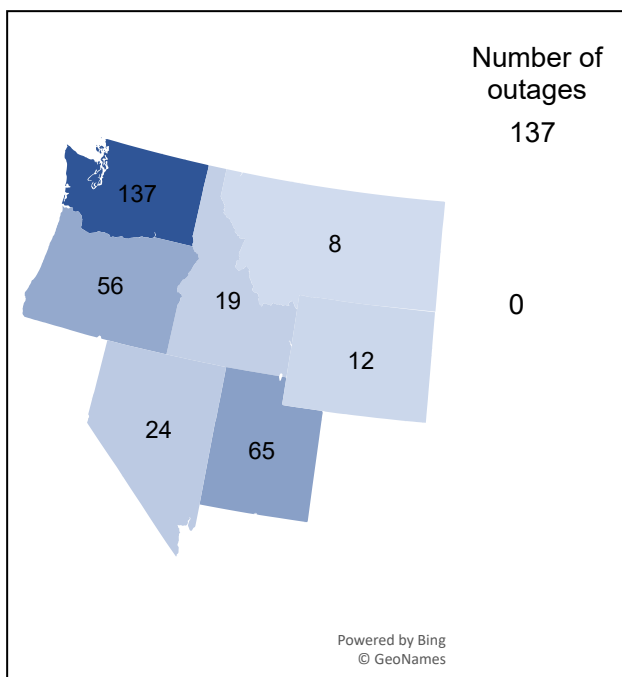 Number of
outages
137
137
8
56
19
0
12
24
65
Powered by Bing
© GeoNames